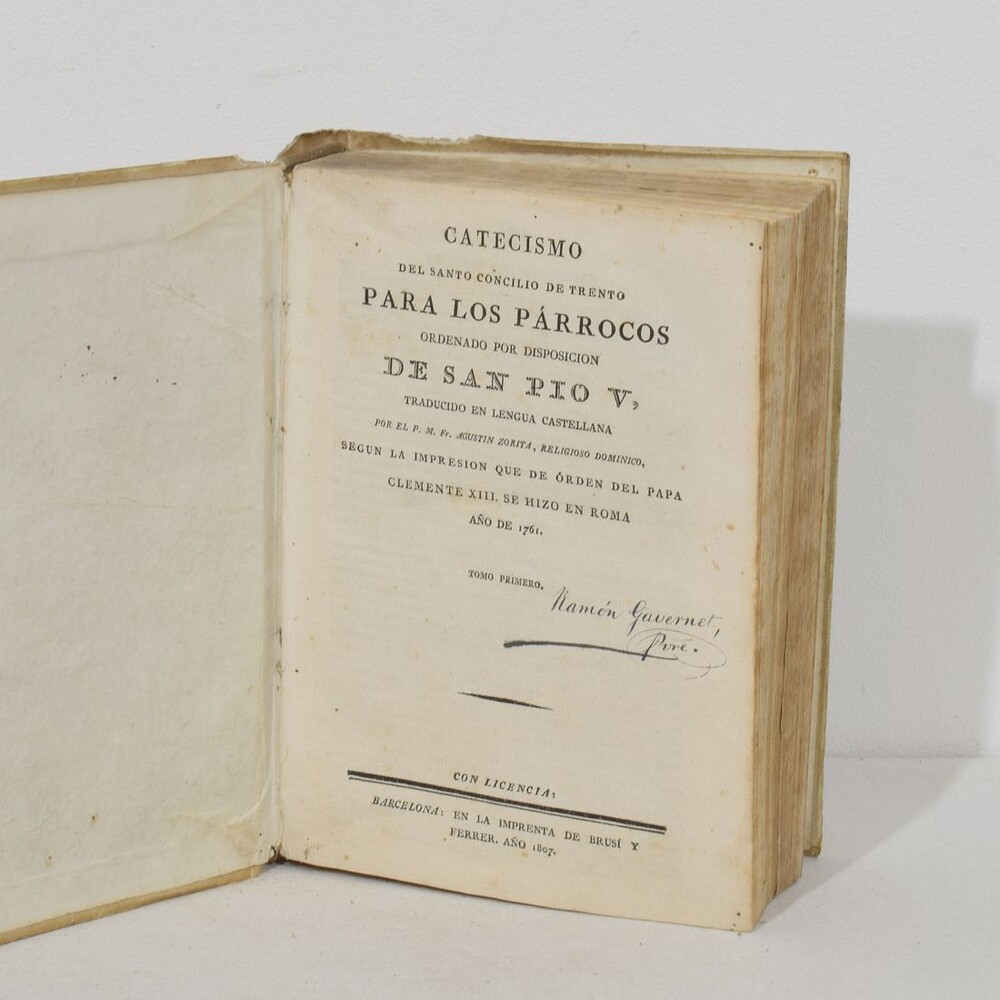 CATECISMO
DEL SANTO CONCILIO DE TRENTO
PARA LOS PÁRROCOS
ORDENADO POR DISPOSICION
DE SAN PIO V,
TRADUCIDO EN LENGUA CASTELLANA
POR EL P. M. Fr. AGUSTIN ZORITA, RELIGIOSO DOMINICO,
SEGUN LA IMPRESION QUE DE ÓRDEN DEL PAPA
CLEMENTE XIII. SE HIZO EN ROMA
AÑO DE 1761.
TOMO PRIMERO.
Ramón Gavernet,
CON LICENCIA:
BARCELONA: EN LA IMPRENTA DE BRUSÍ Y
FERRER. AÑO 1807.